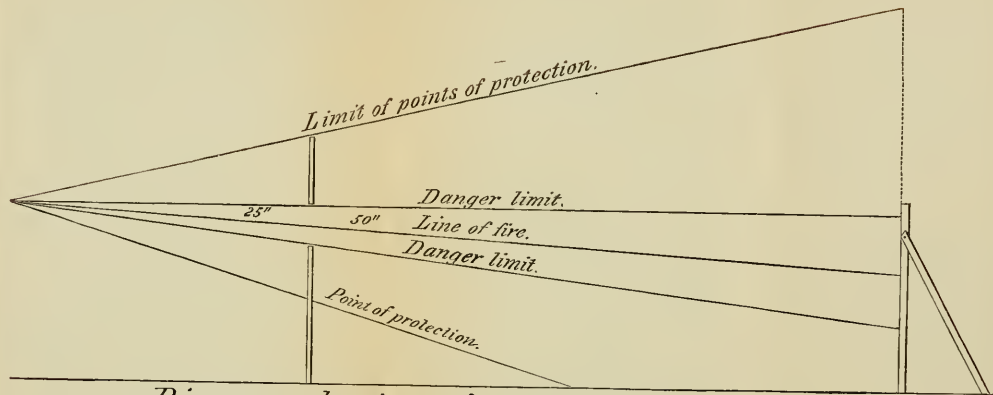 Limit of points of protection.
Danger limit.
25" 50" Line of fire.
Danger limit.
Point of protection.